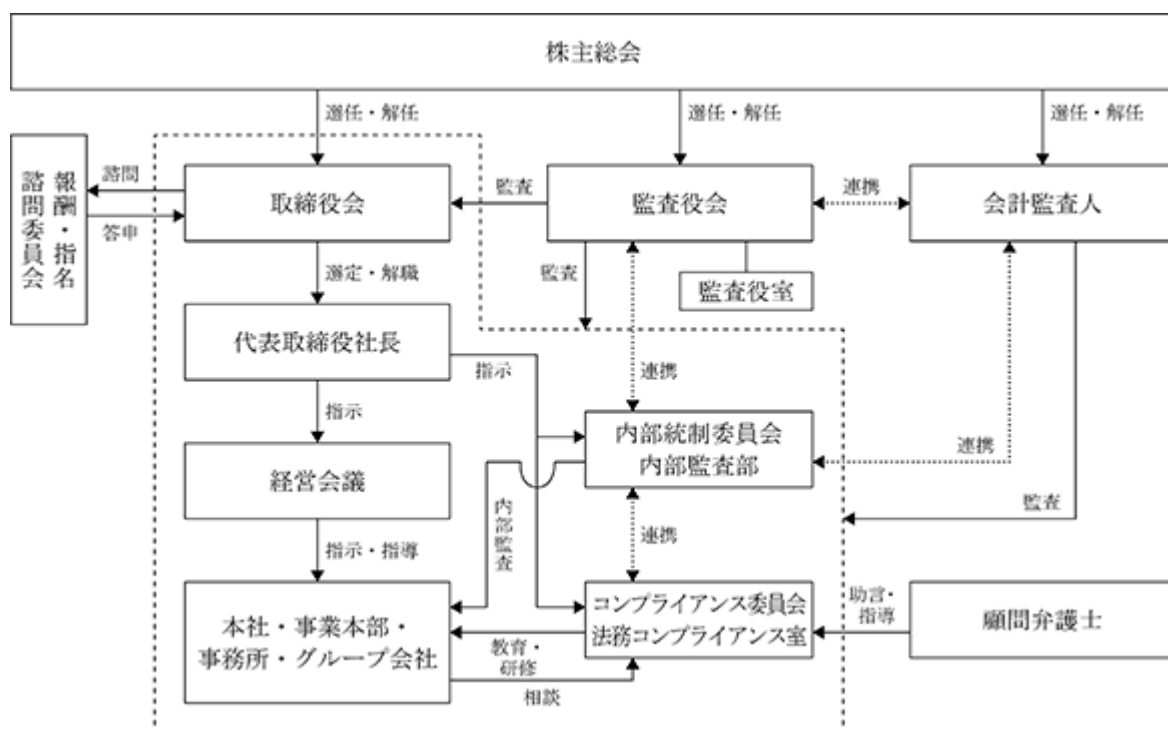 株主総会
選任・解任
選任・解任
選任・解任
報酬・指名
諮問委員会
諮問
答申
取締役会
監査
監査役会
連携
会計監査人
選定・解職
監査
監査役室
代表取締役社長
指示
連携
指示
内部統制委員会
内部監査部
連携
経営会議
内部監査
連携
監査
指示・指導
本社・事業本部・
事務所・グループ会社
教育・
研修
相談
コンプライアンス委員会
法務コンプライアンス室
助言・
指導
顧問弁護士